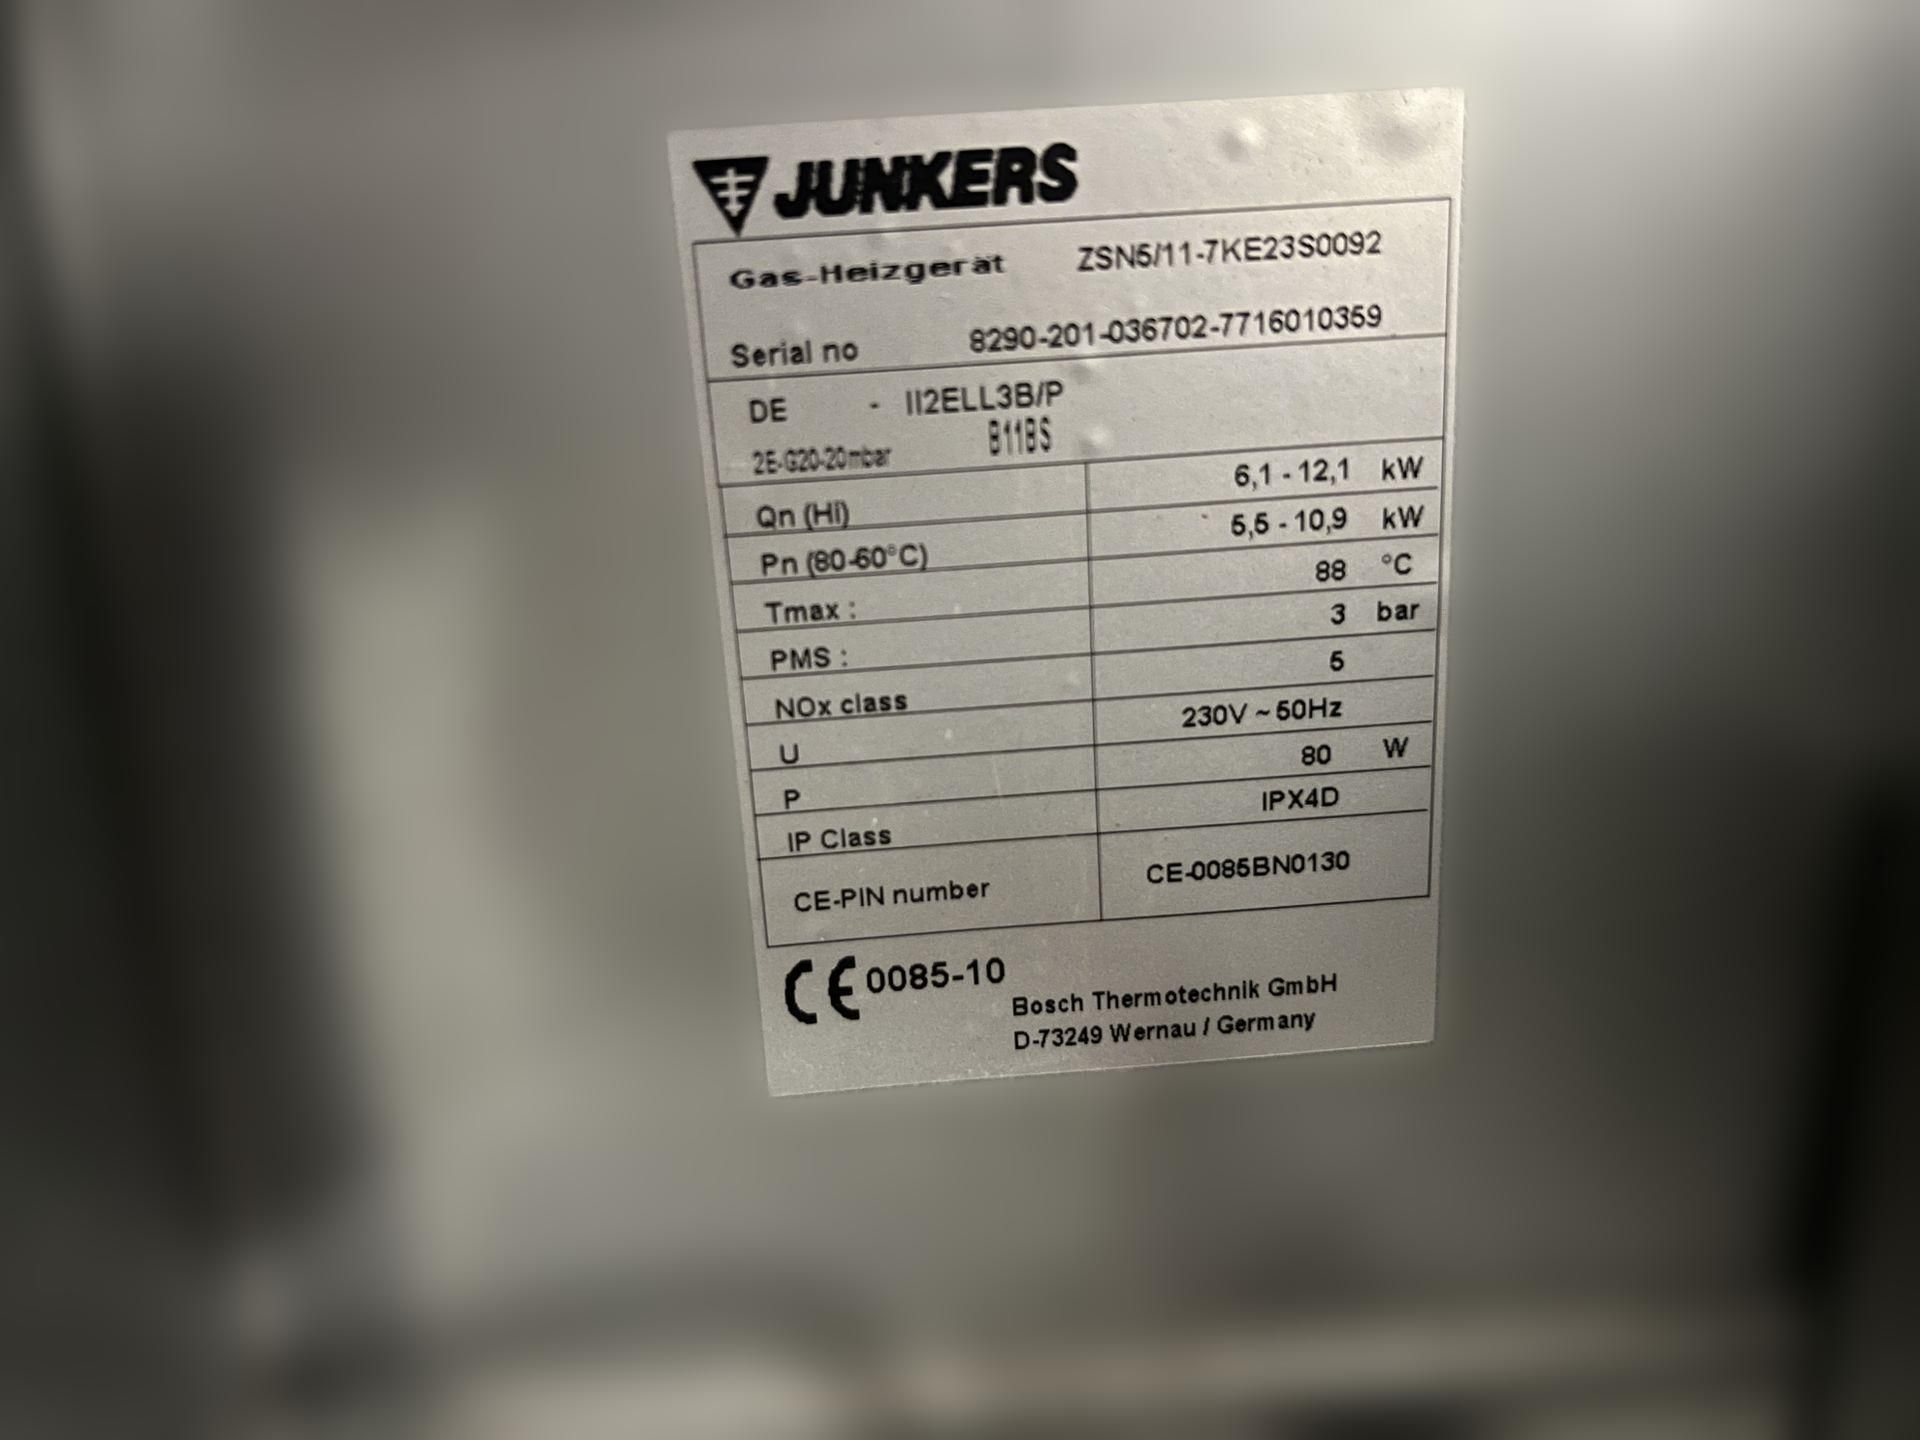 JUNKERS
Gas-Heizgerät ZSN5/11-7KE23S0092
Serial no 8290-201-036702-7716010359
DE - II2ELL3B/P
2E-G20-20mbar B11BS
Qn (Hi) 6,1 - 12,1 kW
Pn (80-60°C) 5,5 - 10,9 kW
Tmax : 88 °C
PMS : 3 bar
NOx class 5
U 230V ~ 50Hz
P 80 W
IP Class IPX4D
CE-PIN number CE-0085BN0130
CE 0085-10
Bosch Thermotechnik GmbH
D-73249 Wernau / Germany